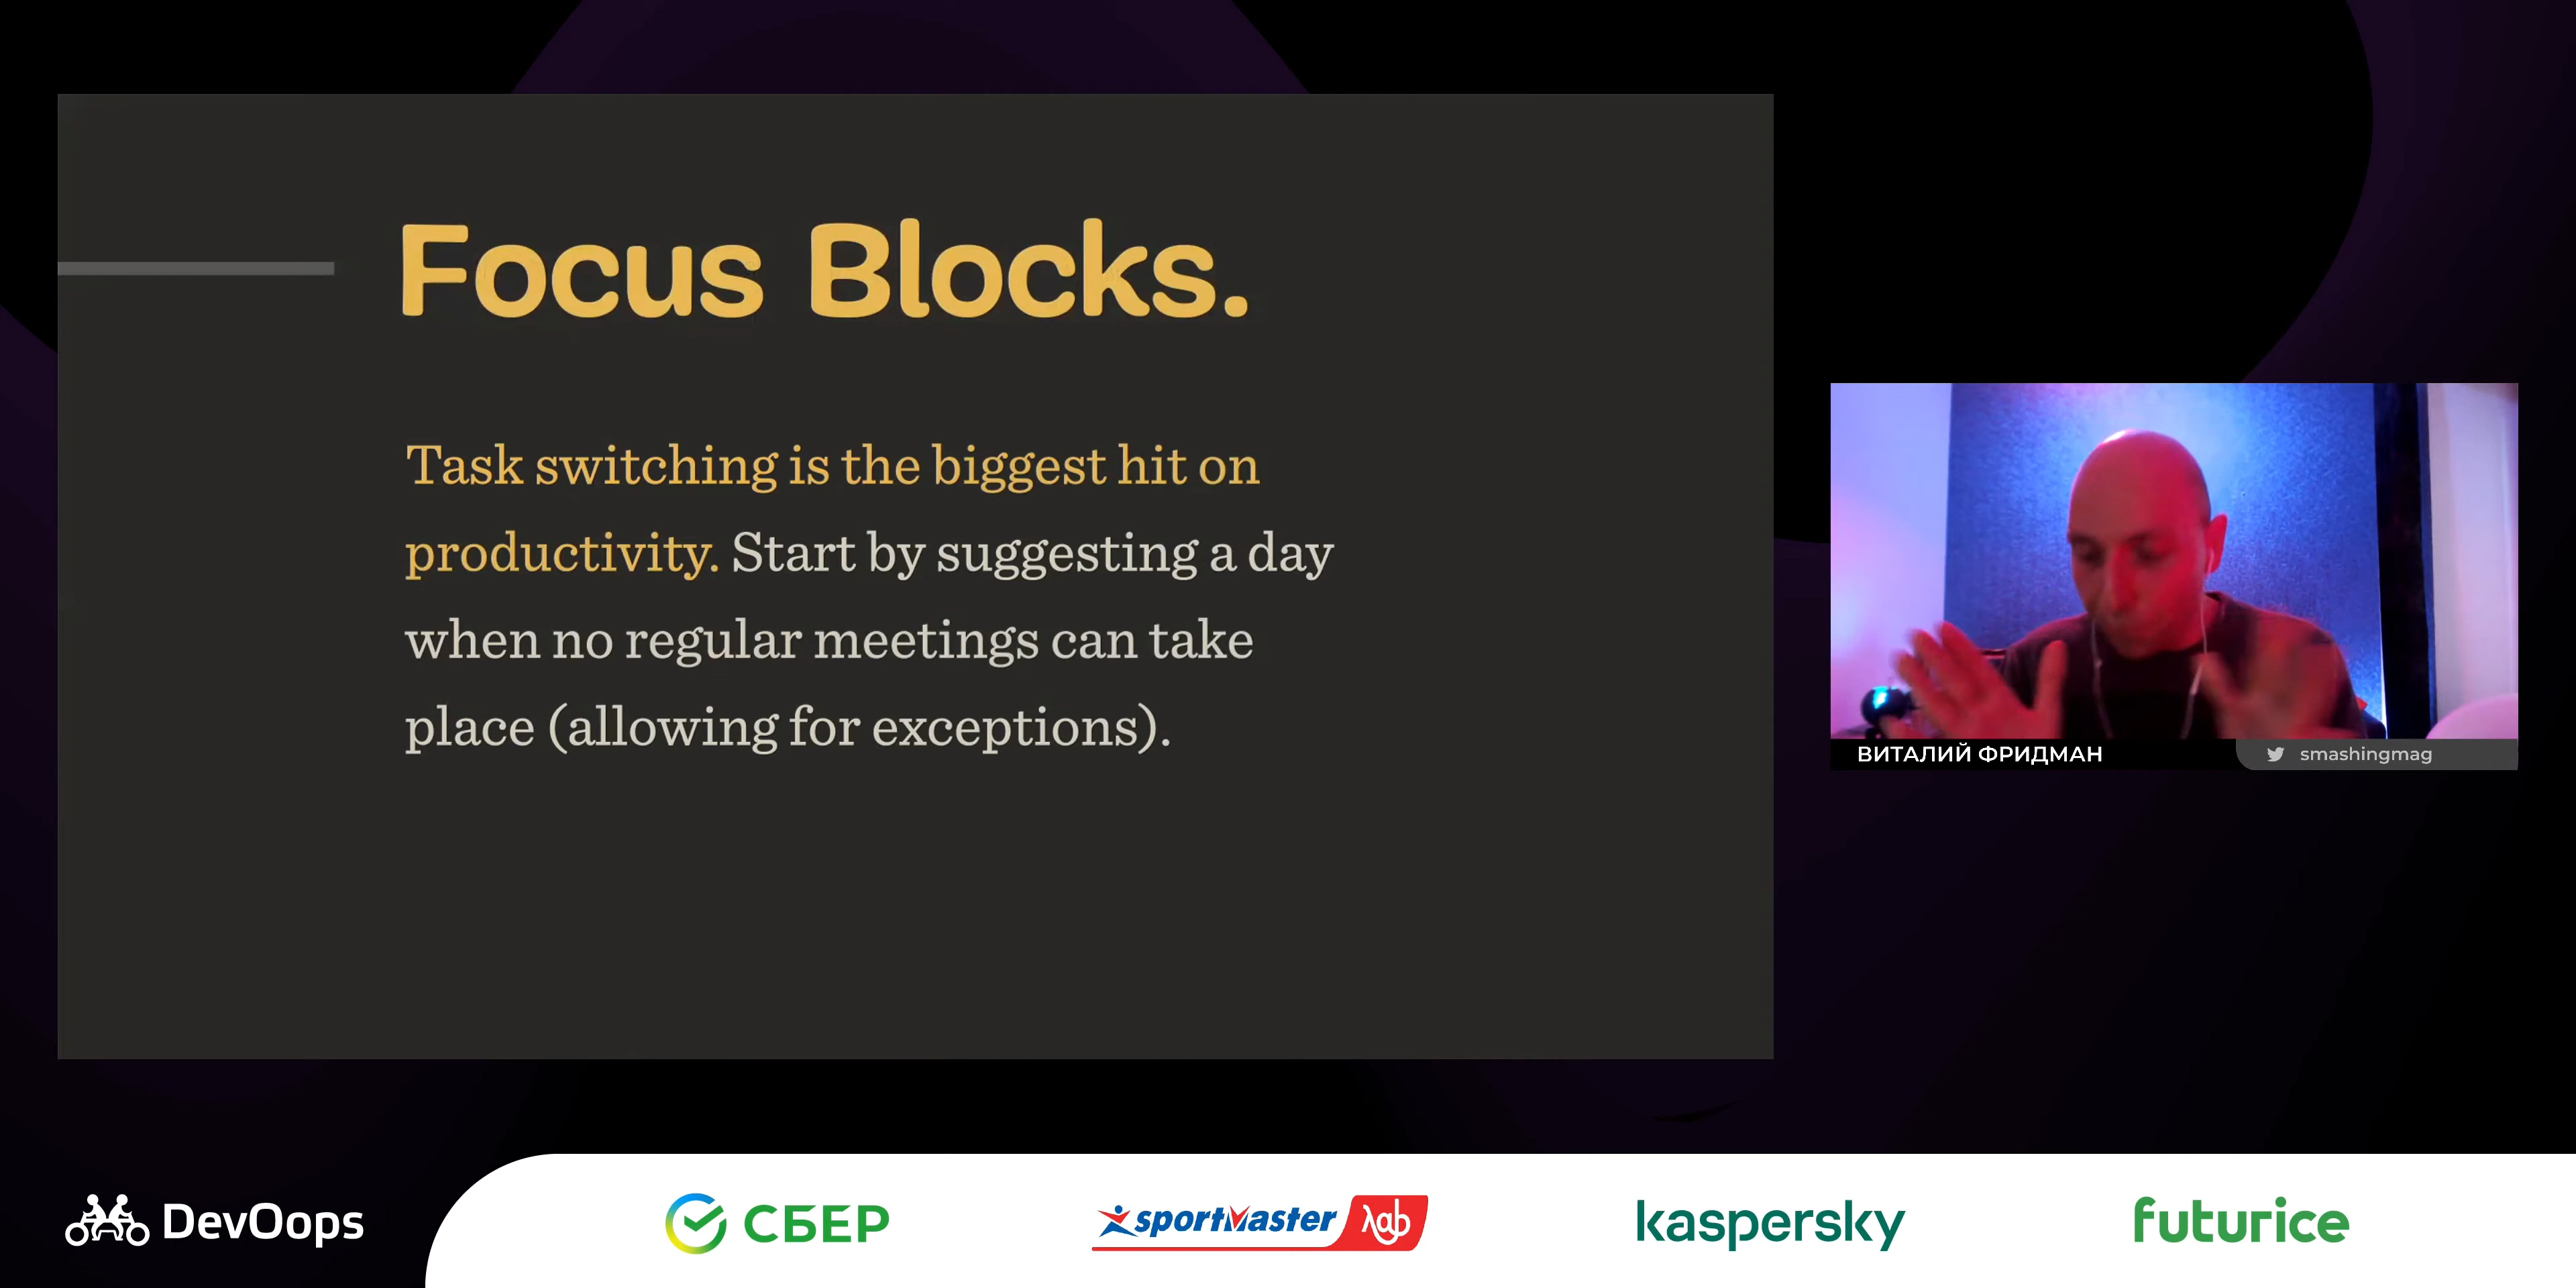 Focus Blocks.
Task switching is the biggest hit on
productivity. Start by suggesting a day
when no regular meetings can take
place (allowing for exceptions).
ВИТАЛИЙ ФРИДМАН
smashingmag
DevOops
СБЕР
sportmaster λab
kaspersky
futurice